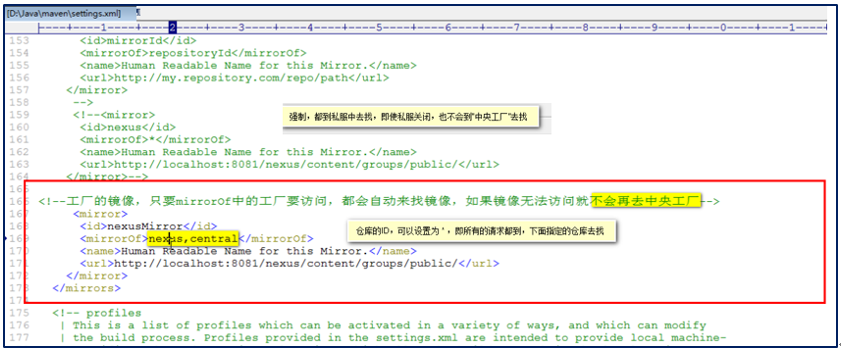 [D:\Java\maven\settings.xml]
153 <id>mirrorId</id>
154 <mirrorOf>repositoryId</mirrorOf>
155 <name>Human Readable Name for this Mirror.</name>
156 <url>http://my.repository.com/repo/path</url>
157 </mirror>
158 -->
159 <!--<mirror>
强制,都到私服中去找,即使私服关闭,也不会到"中央工厂"去找
160 <id>nexus</id>
161 <mirrorOf>*</mirrorOf>
162 <name>Human Readable Name for this Mirror.</name>
163 <url>http://localhost:8081/nexus/content/groups/public/</url>
164 </mirror>-->
165
166 <!--工厂的镜像,只要mirrorOf中的工厂要访问,都会自动来找镜像,如果镜像无法访问就不会再去中央工厂-->
167 <mirror>
168 <id>nexusMirror</id>
仓库的ID,可以设置为 *,即所有的请求都到,下面指定的仓库去找
169 <mirrorOf>nexus,central</mirrorOf>
170 <name>Human Readable Name for this Mirror.</name>
171 <url>http://localhost:8081/nexus/content/groups/public/</url>
172 </mirror>
173 </mirrors>
175 <!-- profiles
176 | This is a list of profiles which can be activated in a variety of ways, and which can modify
177 | the build process. Profiles provided in the settings.xml are intended to provide local machine-